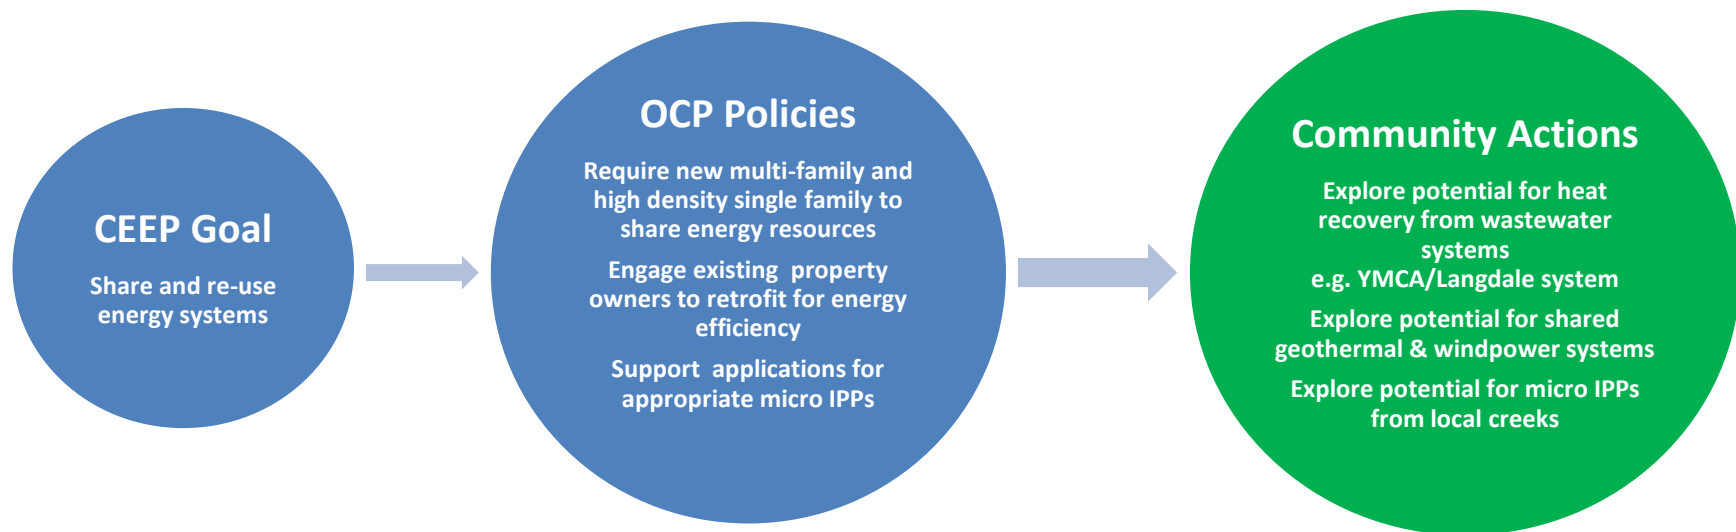 CEEP Goal
Share and re-use
energy systems
OCP Policies
Require new multi-family and
high density single family to
share energy resources
Engage existing  property
owners to retrofit for energy
efficiency
Support  applications for
appropriate micro IPPs
Community Actions
Explore potential for heat
recovery from wastewater
systems
e.g. YMCA/Langdale system
Explore potential for shared
geothermal & windpower systems
Explore potential for micro IPPs
from local creeks